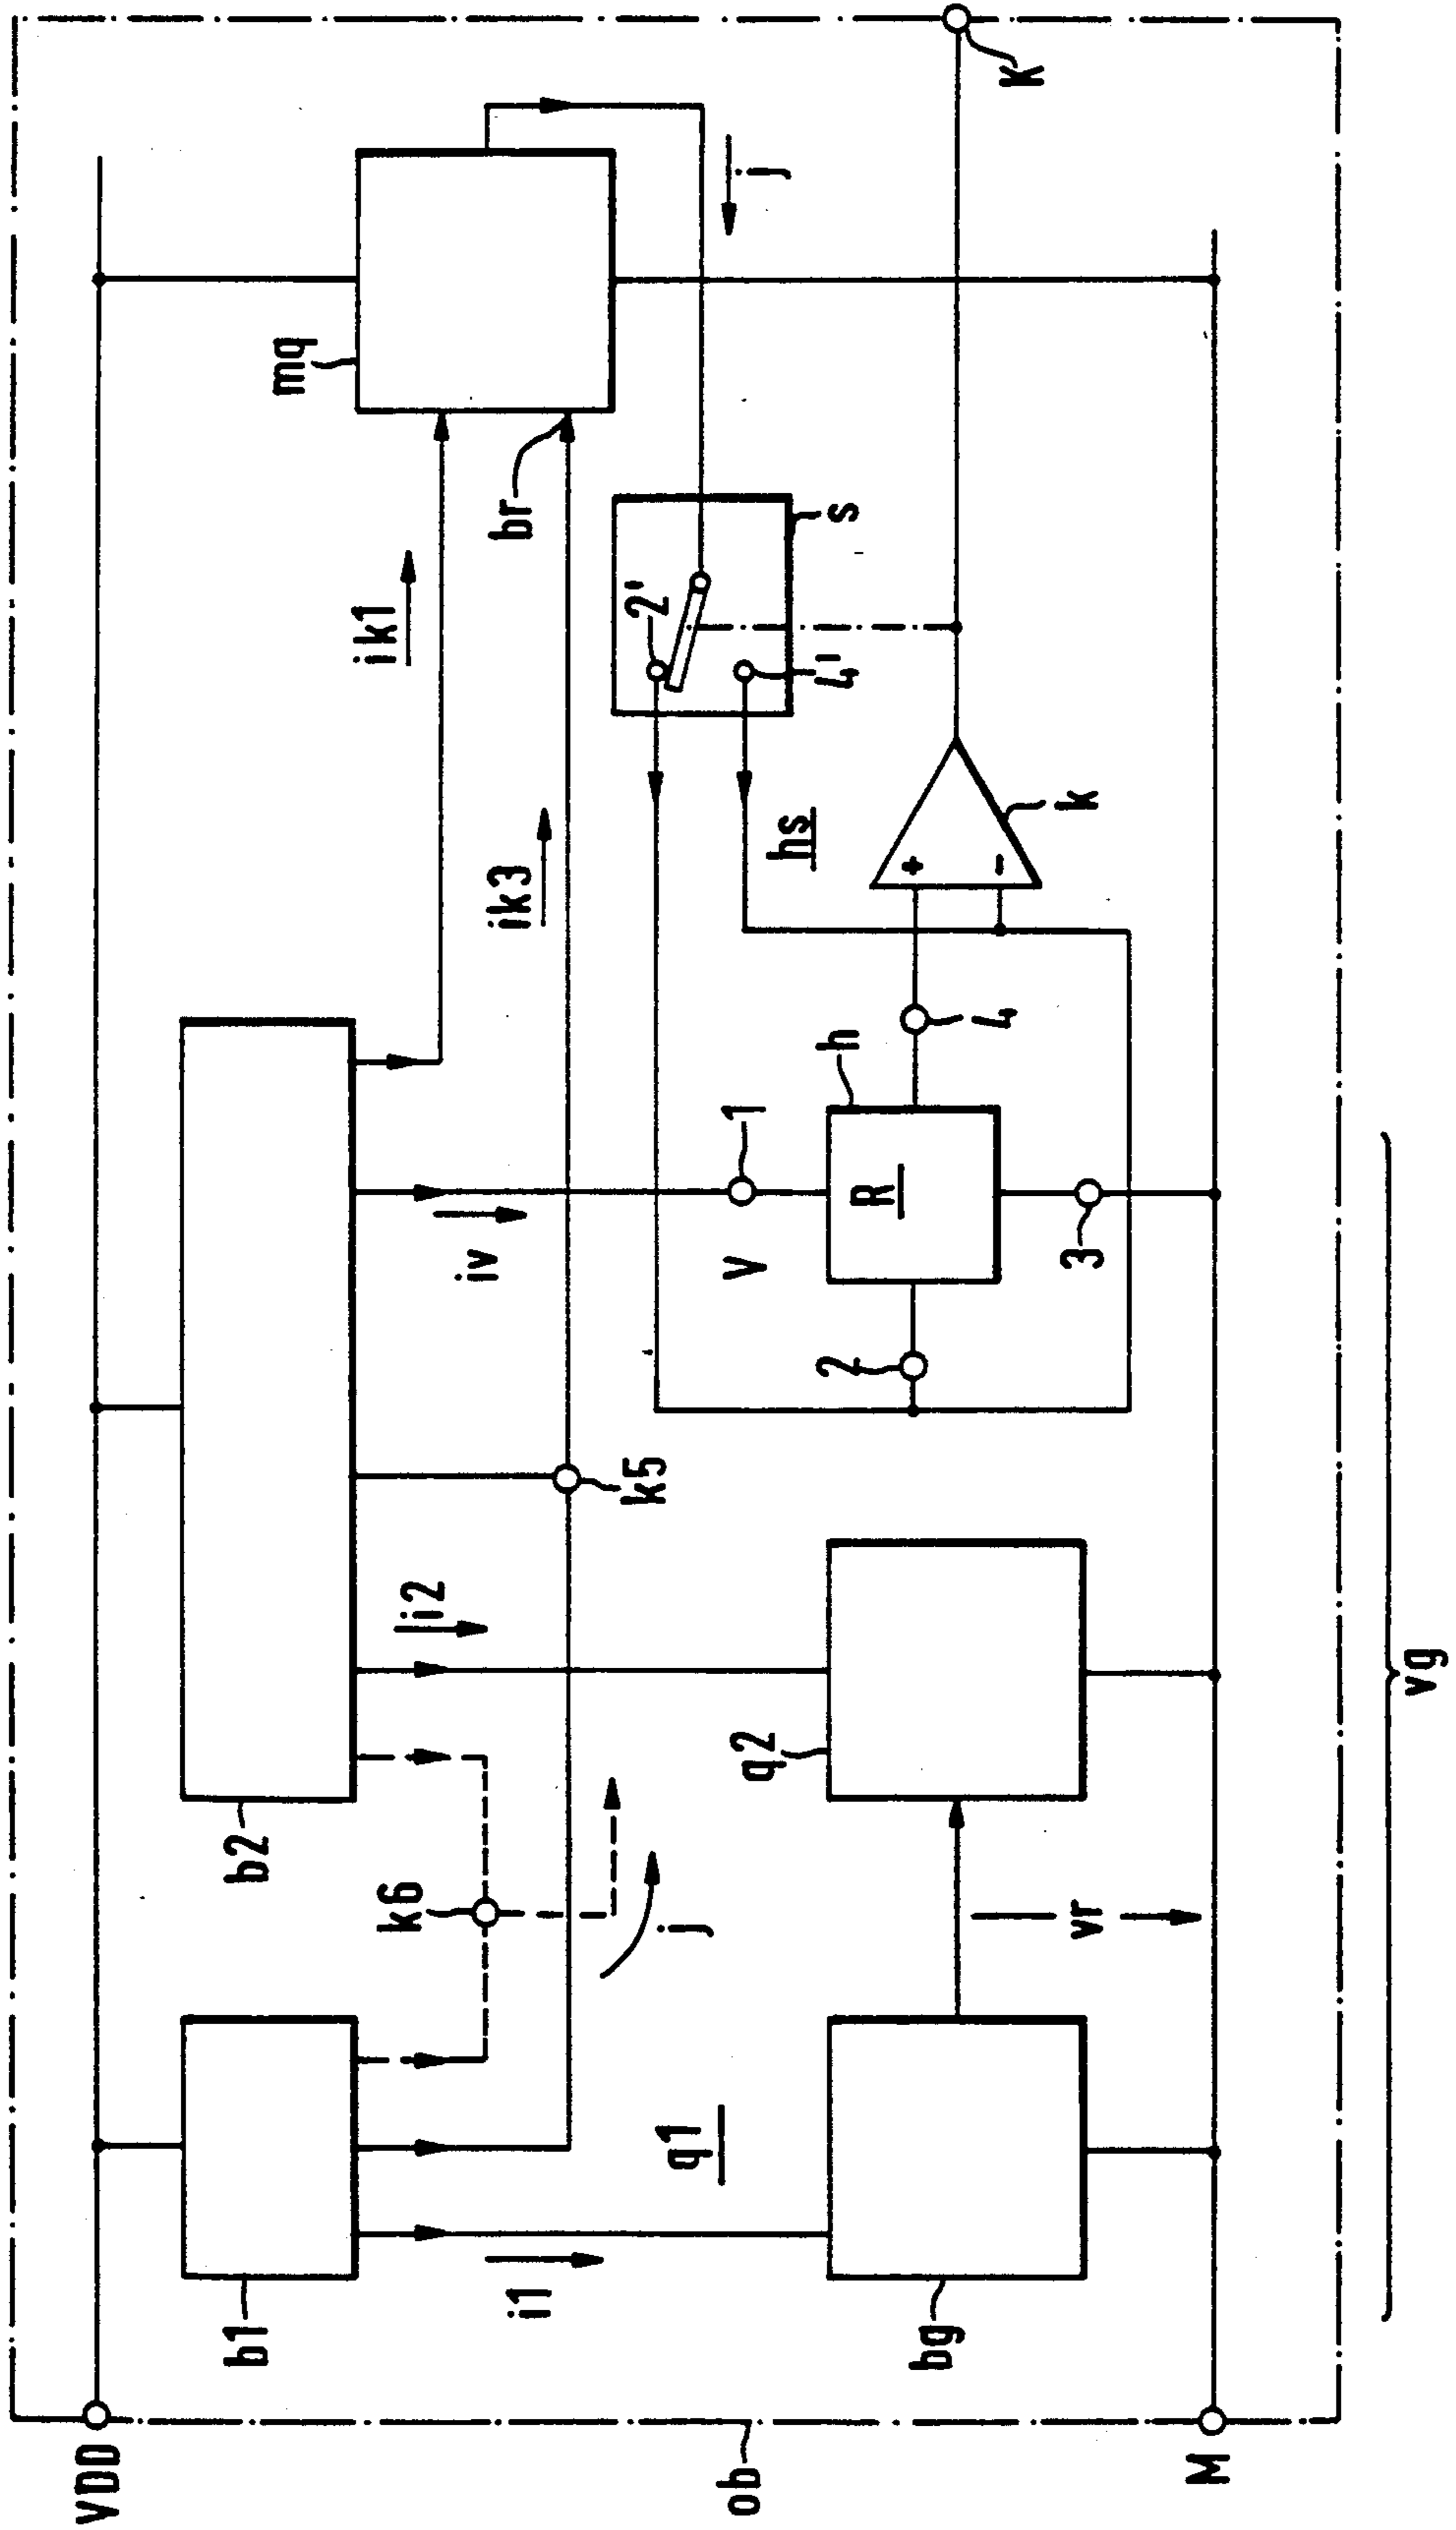 VDD
b1
b2
mq
ik1
k6
i2
iv
br
ik3
k5
i1
j
2'
s
4'
j
q1
V
1
hs
q2
2
R
h
4
+
-
k
K
bg
vr
3
M
ob
vg